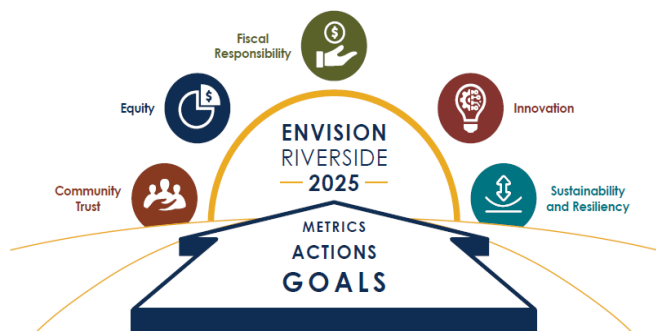 Fiscal
Responsibility
$
Equity
$
Innovation
ENVISION
RIVERSIDE
2025
Community
Trust
Sustainability
and Resiliency
METRICS
ACTIONS
GOALS